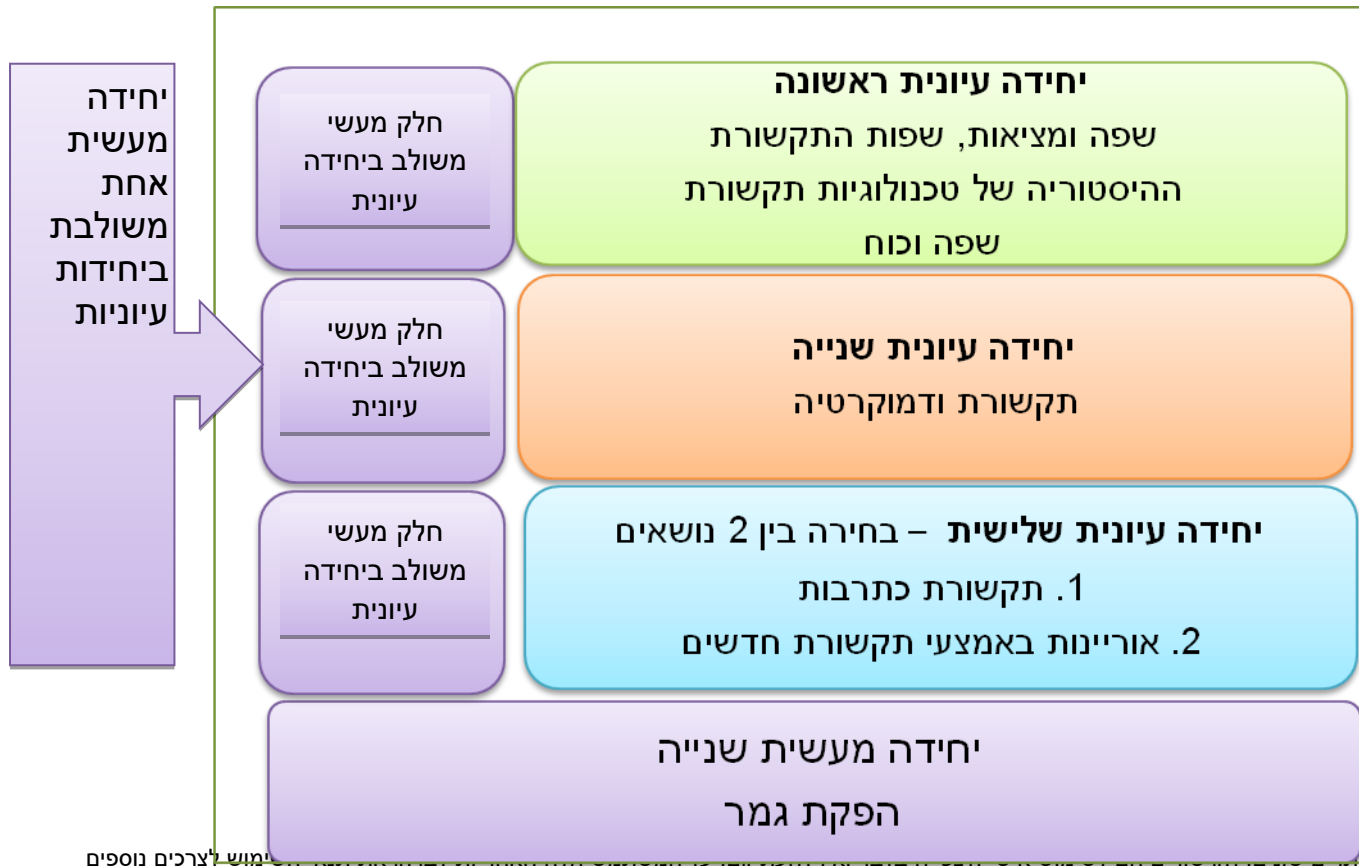 יחידה עיונית ראשונה
שפה ומציאות, שפות התקשורת
ההיסטוריה של טכנולוגיות תקשורת
שפה וכוח
חלק מעשי
משולב ביחידה
עיונית
יחידה
מעשית
אחת
משולבת
ביחידות
עיוניות
יחידה עיונית שנייה
תקשורת ודמוקרטיה
חלק מעשי
משולב ביחידה
עיונית
יחידה עיונית שלישית – בחירה בין 2 נושאים
1. תקשורת כתרבות
2. אוריינות באמצעי תקשורת חדשים
חלק מעשי
משולב ביחידה
עיונית
יחידה מעשית שנייה
הפקת גמר
לצרכים נוספים